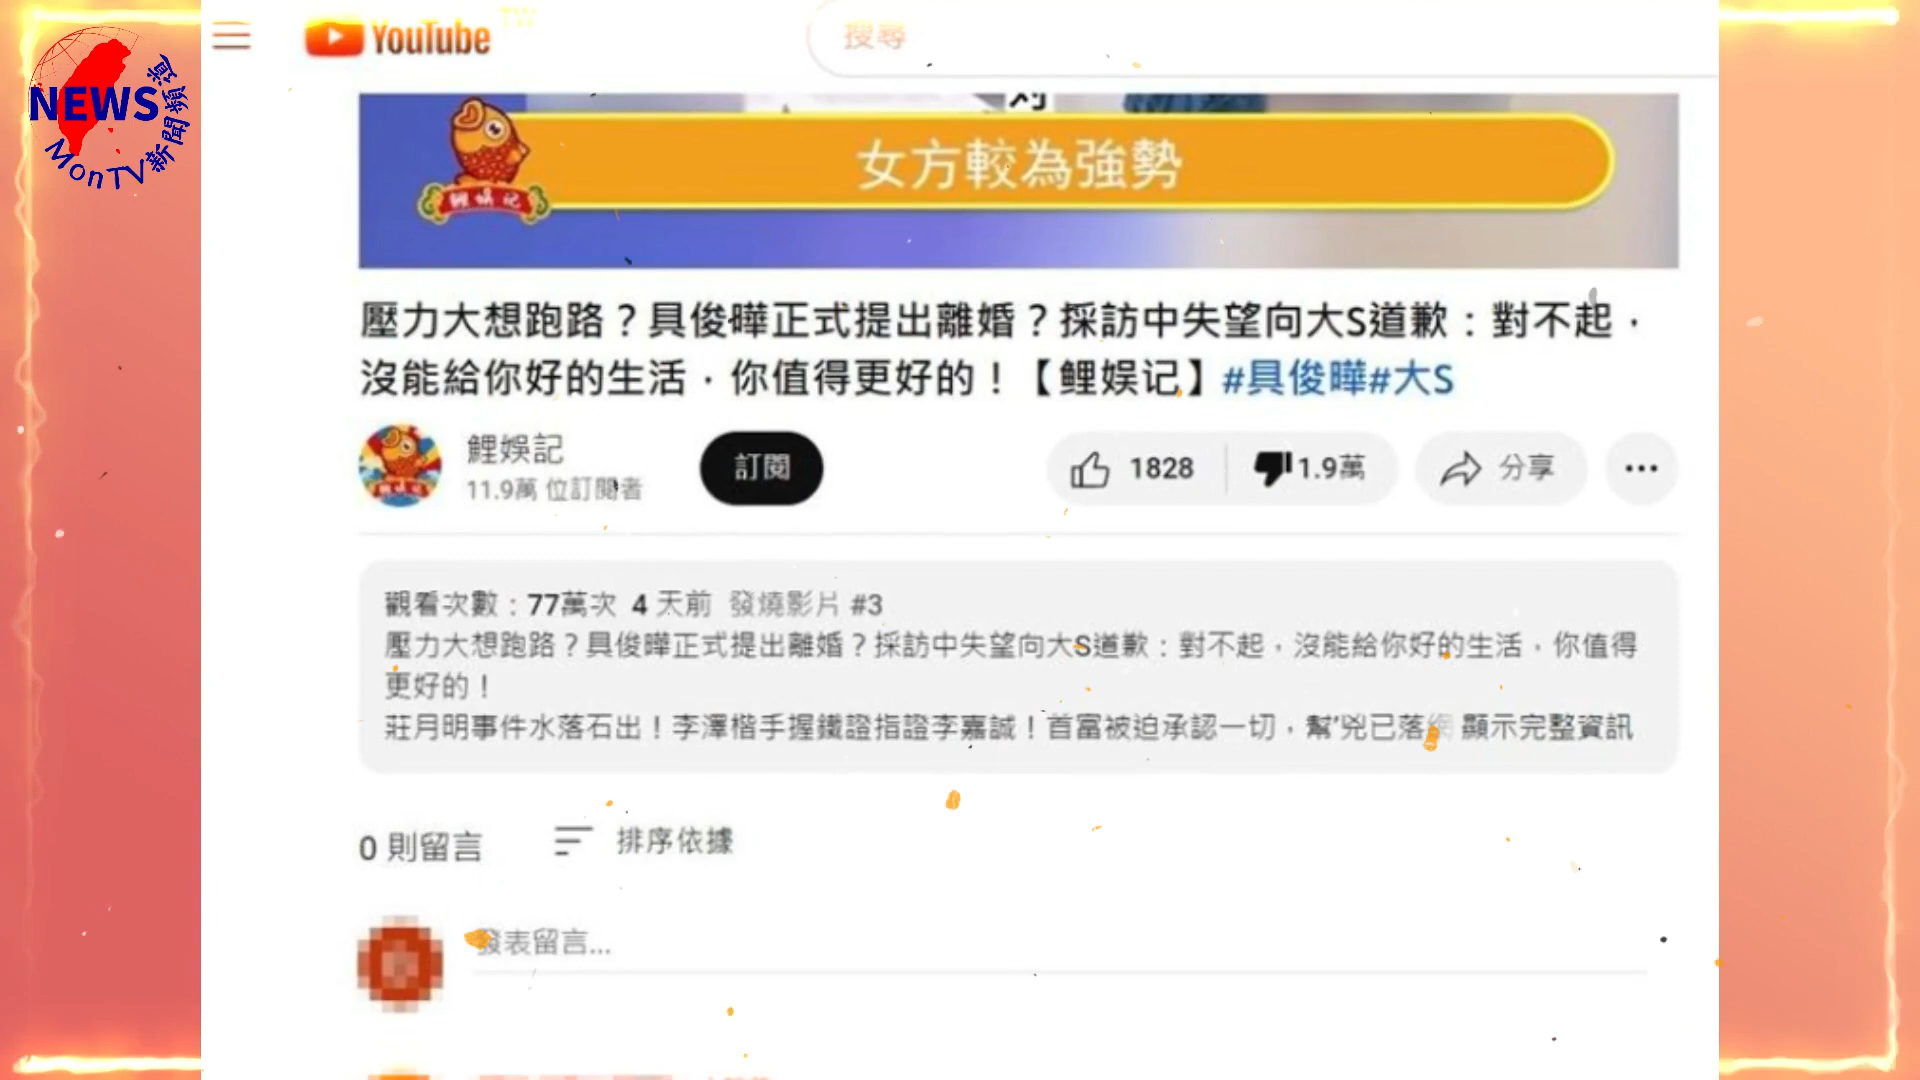 YouTube
搜尋
NEWS
MonTV新聞頻道
女方較為強勢
鯉娱记
壓力大想跑路？具俊曄正式提出離婚？採訪中失望向大S道歉：對不起，
沒能給你好的生活，你值得更好的！【鲤娱记】#具俊曄#大S
鯉娛記
11.9萬 位訂閱者
訂閱
1828
1.9萬
分享
觀看次數：77萬次 4 天前 發燒影片 #3
壓力大想跑路？具俊曄正式提出離婚？採訪中失望向大S道歉：對不起，沒能給你好的生活，你值得
更好的！
莊月明事件水落石出！李澤楷手握鐵證指證李嘉誠！首富被迫承認一切，幫兇已落網 顯示完整資訊
0 則留言
排序依據
發表留言...